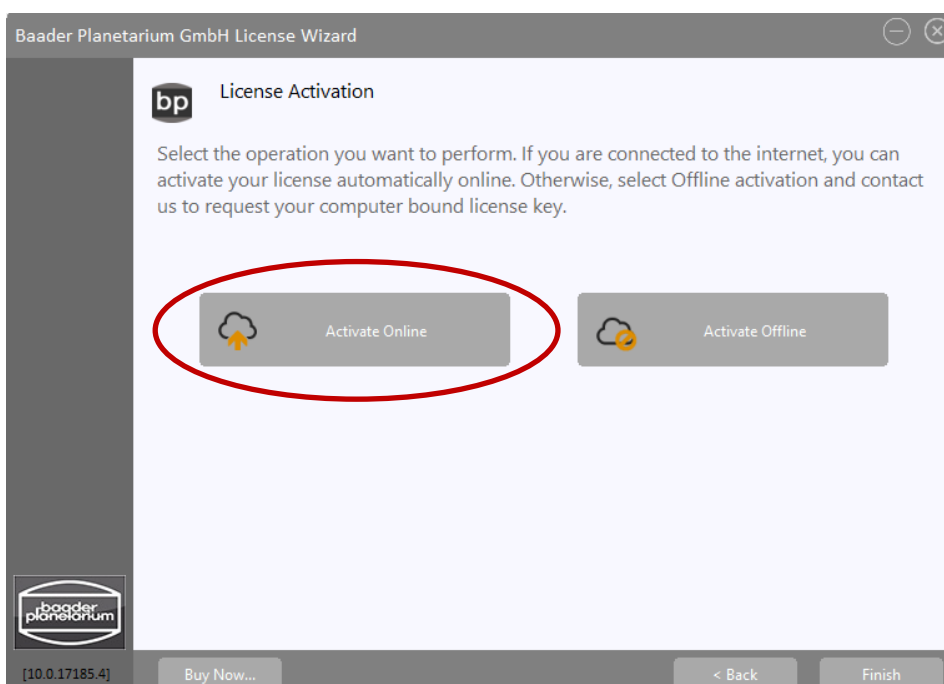 Baader Planetarium GmbH License Wizard
bp
License Activation
Select the operation you want to perform. If you are connected to the internet, you can
activate your license automatically online. Otherwise, select Offline activation and contact
us to request your computer bound license key.
Activate Online
Activate Offline
baader
planetarium
[10.0.17185.4]
Buy Now...
< Back
Finish